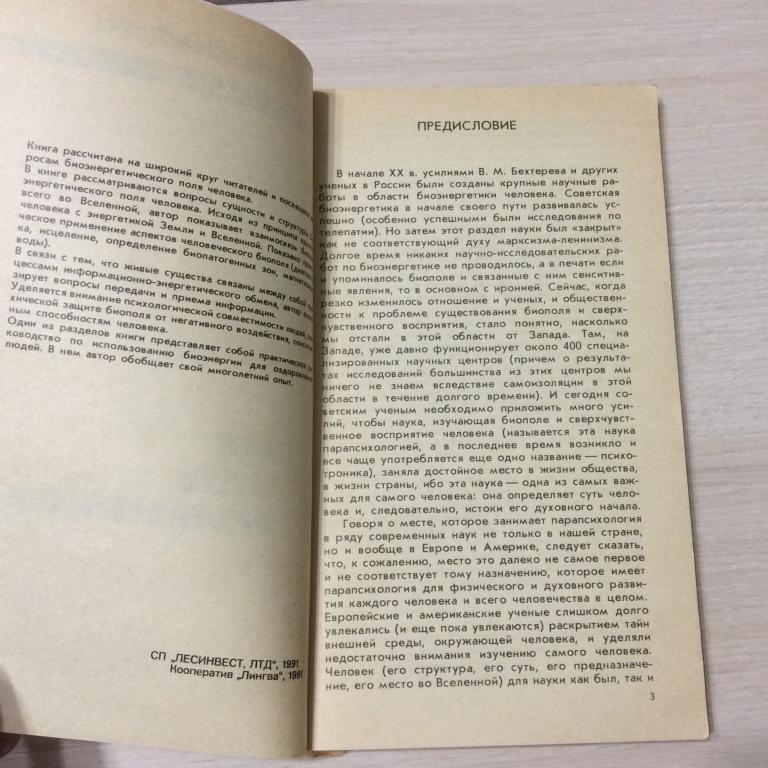 Книга рассчитана на широкий круг читателей и посвящена
росам биоэнергетического поля человека.
В книге рассматриваются вопросы сущности и структуры
энергетического поля человека. Исходя из принципа
всего во Вселенной, автор показывает взаимосвязь
человека с энергетикой Земли и Вселенной. Показано
ческое применение аспектов человеческого биополя
ка, исцеление, определение биопатогенных зон,
воды).
В связи с тем, что живые существа связаны между собой
цессами информационно-энергетического обмена, автор
зирует вопросы передачи и приема информации.
Уделяется внимание психологической совместимости людей,
хической защите биополя от негативного воздействия,
ным способностям человека.
Один из разделов книги представляет собой практическое
ководство по использованию биоэнергии для
людей. В нем автор обобщает свой многолетний опыт.
СП „ЛЕСИНВЕСТ, ЛТД", 1991
Кооператив „Лингва", 1991
ПРЕДИСЛОВИЕ
В начале XX в. усилиями В. М. Бехтерева и других
ученых в России были созданы крупные научные ра-
боты в области биоэнергетики человека. Советская
биоэнергетика в начале своего пути развивалась ус-
пешно (особенно успешными были исследования по
телепатии). Но затем этот раздел науки был „закрыт"
как не соответствующий духу марксизма-ленинизма.
Долгое время никаких научно-исследовательских ра-
бот по биоэнергетике не проводилось, а в печати если
и упоминалось биополе и связанные с ним сенситив-
ные явления, то в основном с иронией. Сейчас, когда
резко изменилось отношение и ученых, и обществен-
ности к проблеме существования биополя и сверх-
чувственного восприятия, стало понятно, насколько
мы отстали в этой области от Запада. Там, на
Западе, уже давно функционирует около 400 специа-
лизированных научных центров (причем о результа-
тах исследований большинства из этих центров мы
ничего не знаем вследствие самоизоляции в этой
области в течение долгого времени). И сегодня со-
ветским ученым необходимо приложить много уси-
лий, чтобы наука, изучающая биополе и сверхчувст-
венное восприятие человека (называется эта наука
парапсихологией, а в последнее время возникло и
все чаще употребляется еще одно название — психо-
троника), заняла достойное место в жизни общества,
в жизни страны, ибо эта наука — одна из самых важ-
ных для самого человека: она определяет суть чело-
века и, следовательно, истоки его духовного начала.
Говоря о месте, которое занимает парапсихология
в ряду современных наук не только в нашей стране,
но и вообще в Европе и Америке, следует сказать,
что, к сожалению, место это далеко не самое первое
и не соответствует тому назначению, которое имеет
парапсихология для физического и духовного разви-
тия каждого человека и всего человечества в целом.
Европейские и американские ученые слишком долго
увлекались (и еще пока увлекаются) раскрытием тайн
внешней среды, окружающей человека, и уделяли
недостаточно внимания изучению самого человека.
Человек (его структура, его суть, его предназначе-
ние, его место во Вселенной) для науки как был, так и
3